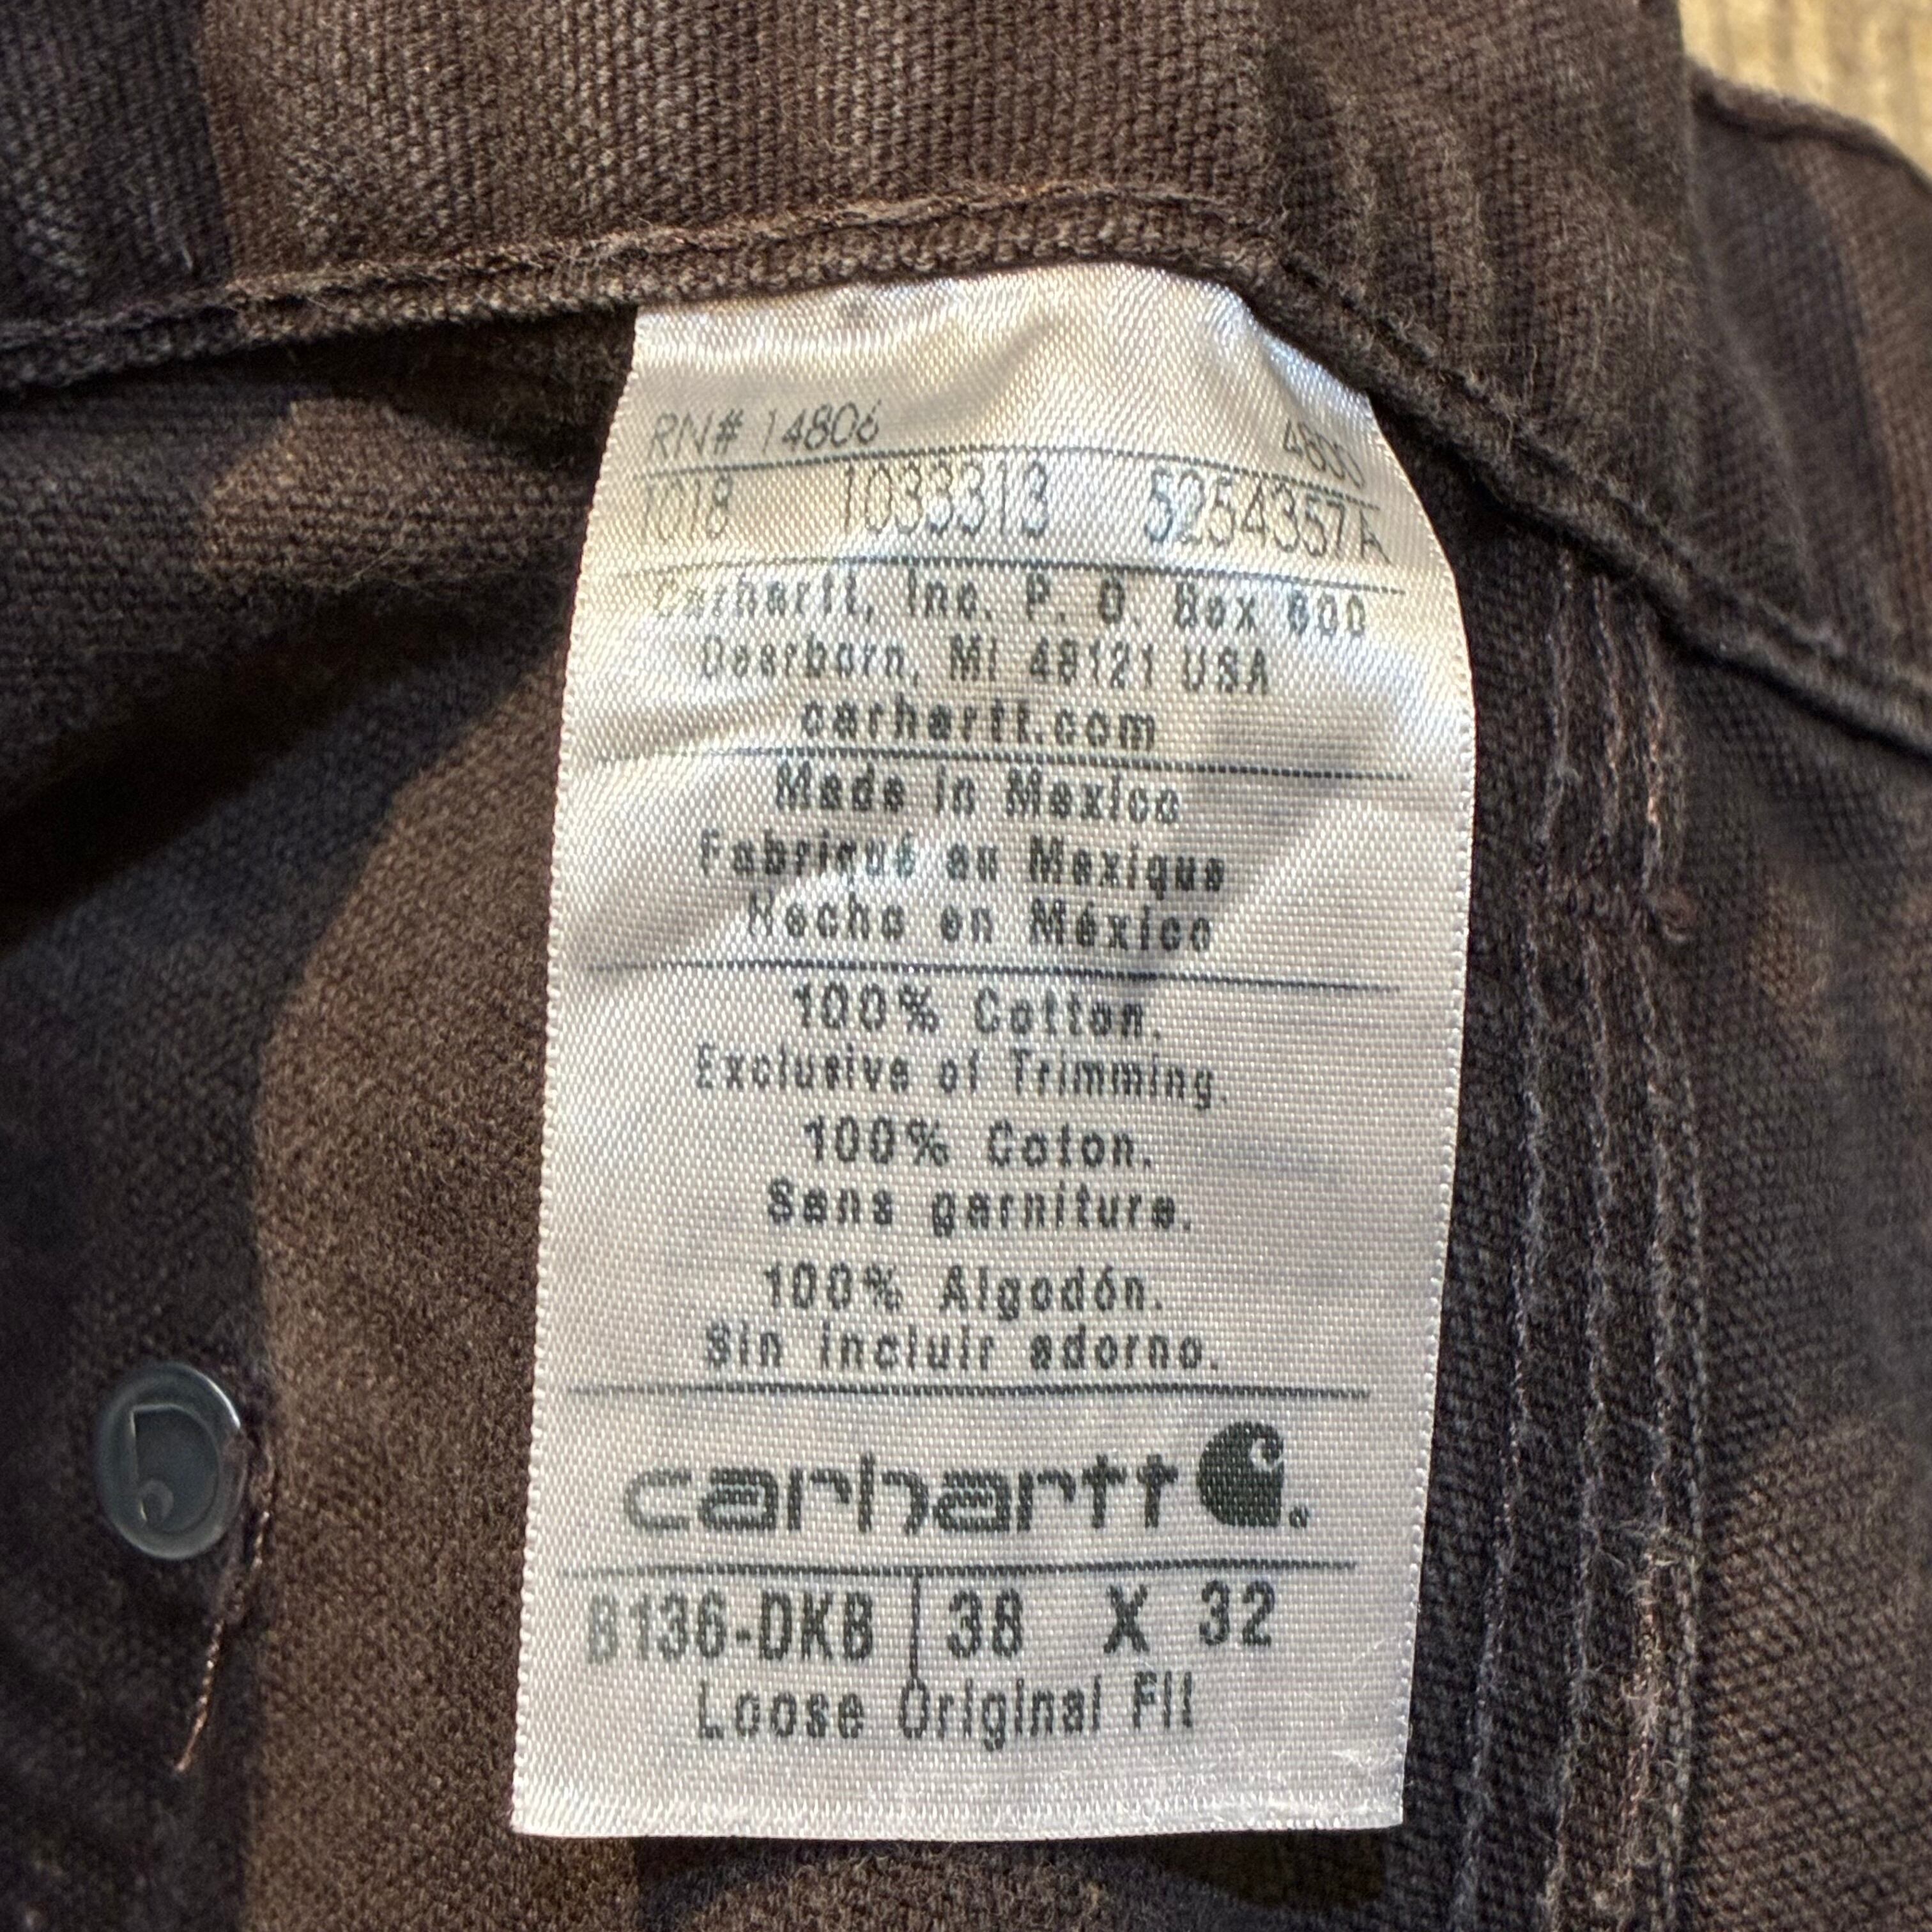 RN# 14806 4805
1018 1033313 5254357A
Carhartt, Inc. P. O. Box 600
Dearborn, MI 48121 USA
carhartt.com
Made in Mexico
Fabriqué au Mexique
Hecho en México
100% Cotton.
Exclusive of Trimming.
100% Coton.
Sans garniture.
100% Algodón.
Sin incluir adorno.
carhartt.
B136-DKB 38 X 32
Loose Original Fit